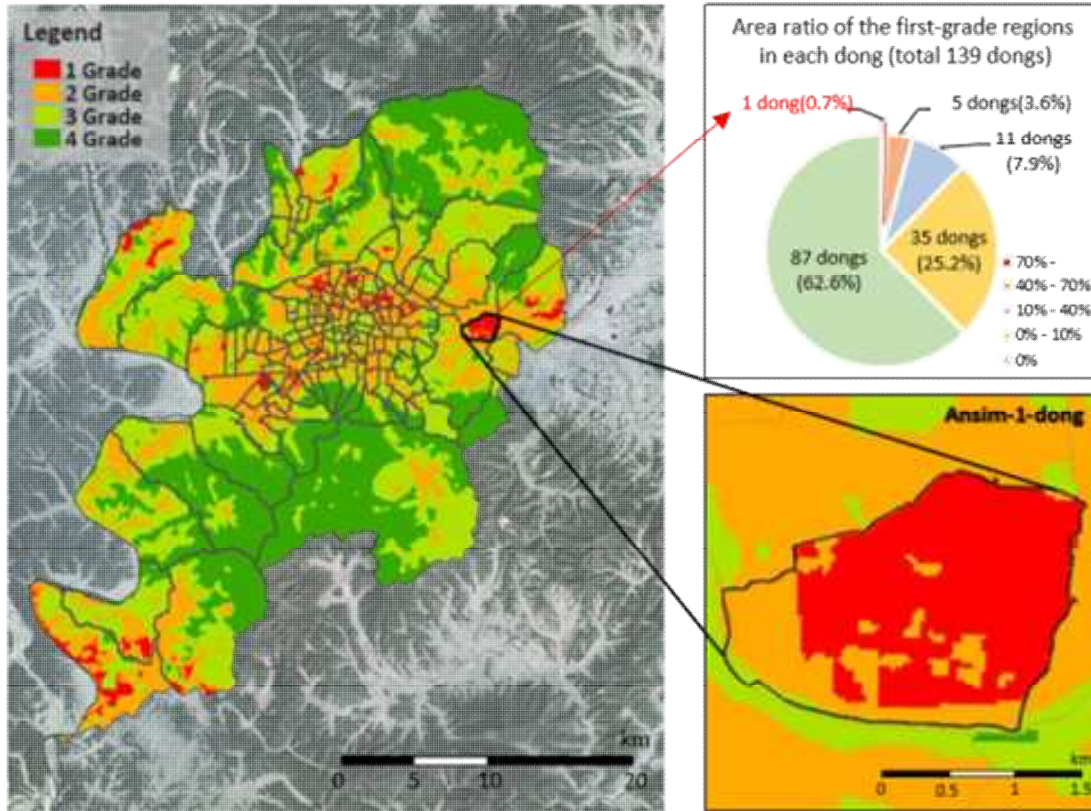 Legend
1 Grade
2 Grade
3 Grade
4 Grade
km
0 5 10 20
Area ratio of the first-grade regions
in each dong (total 139 dongs)
1 dong(0.7%)
5 dongs(3.6%)
11 dongs
(7.9%)
35 dongs
(25.2%)
87 dongs
(62.6%)
70% -
40% - 70%
10% - 40%
0% - 10%
0%
Ansim-1-dong
km
0 0.5 1